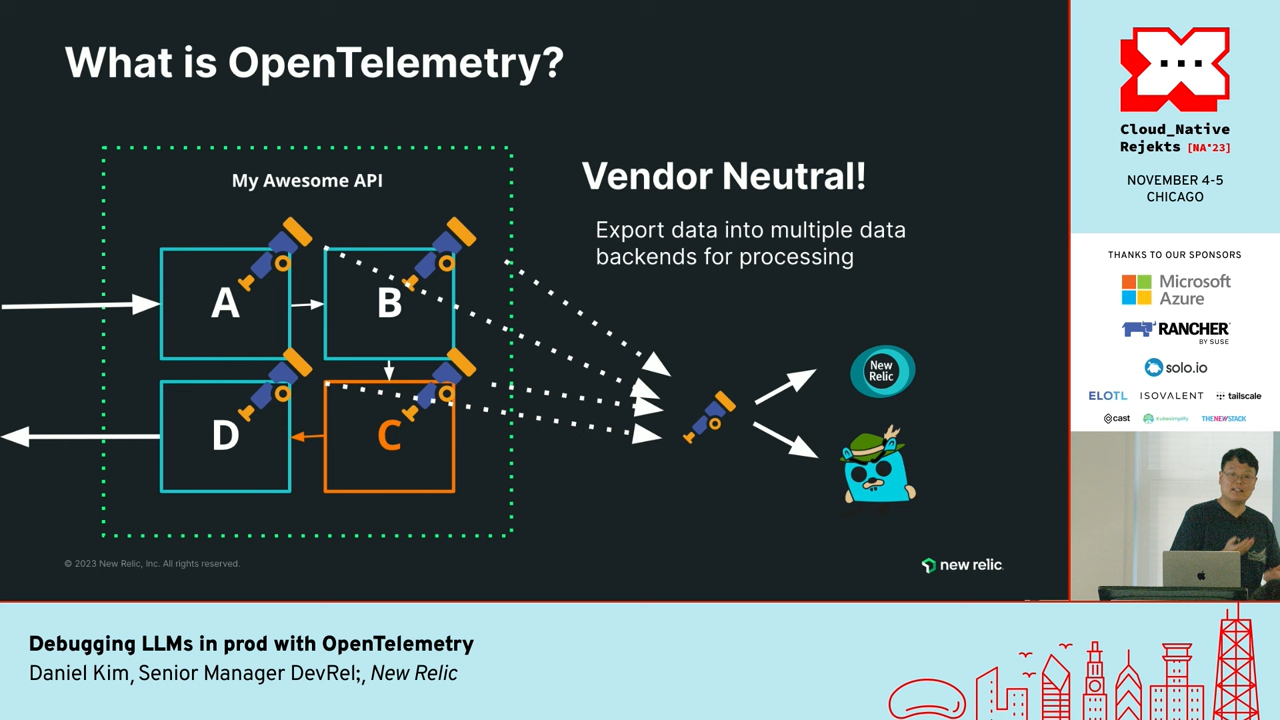 What is OpenTelemetry?
My Awesome API
A
B
D
C
Vendor Neutral!
Export data into multiple data
backends for processing
New
Relic
© 2023 New Relic, Inc. All rights reserved.
new relic
Cloud_Native
Rejekts [NA'23]
NOVEMBER 4-5
CHICAGO
THANKS TO OUR SPONSORS
Microsoft
Azure
RANCHER
BY SUSE
solo.io
ELOTL ISOVALENT tailscale
cast Kubesimplify THENEWSTACK
Debugging LLMs in prod with OpenTelemetry
Daniel Kim, Senior Manager DevRel;, New Relic